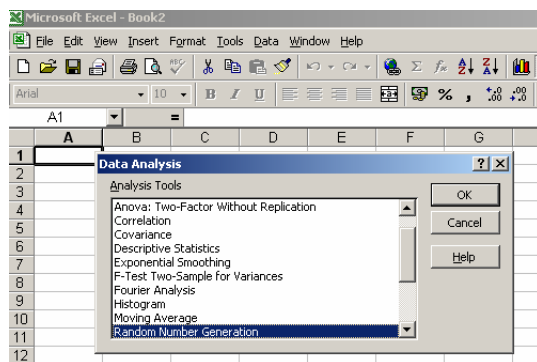 Microsoft Excel - Book2
File Edit View Insert Format Tools Data Window Help
Arial 10 B I U % ,
A1 =
A B C D E F G
1
2
3
4
5
6
7
8
9
10
11
12
Data Analysis
Analysis Tools
Anova: Two-Factor Without Replication
Correlation
Covariance
Descriptive Statistics
Exponential Smoothing
F-Test Two-Sample for Variances
Fourier Analysis
Histogram
Moving Average
Random Number Generation
OK
Cancel
Help